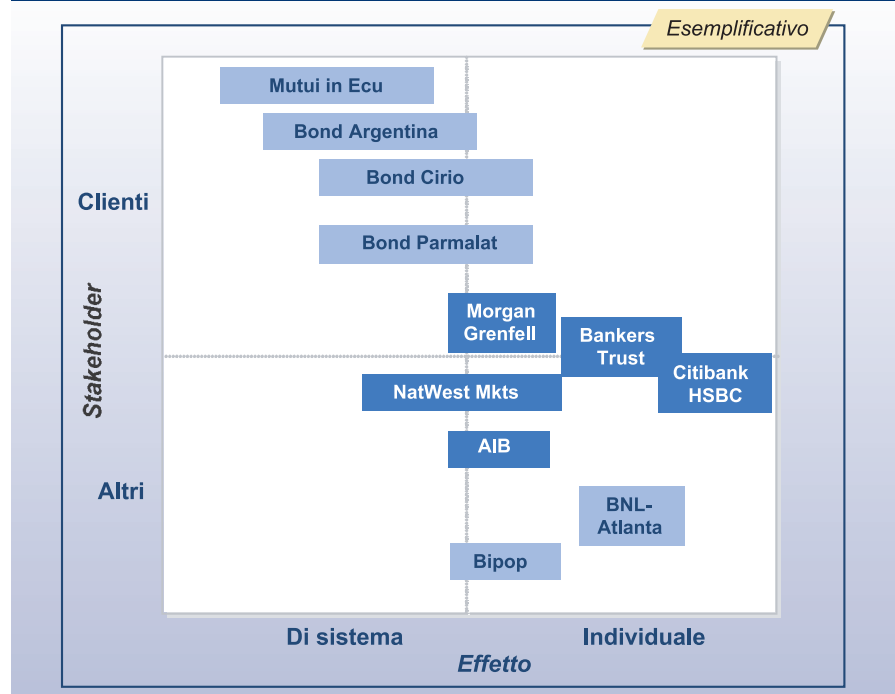 Esemplificativo
Mutui in Ecu
Bond Argentina
Bond Cirio
Clienti
Bond Parmalat
Stakeholder
Morgan
Grenfell
Bankers
Trust
Citibank
HSBC
NatWest Mkts
AIB
Altri
BNL-
Atlanta
Bipop
Di sistema
Individuale
Effetto